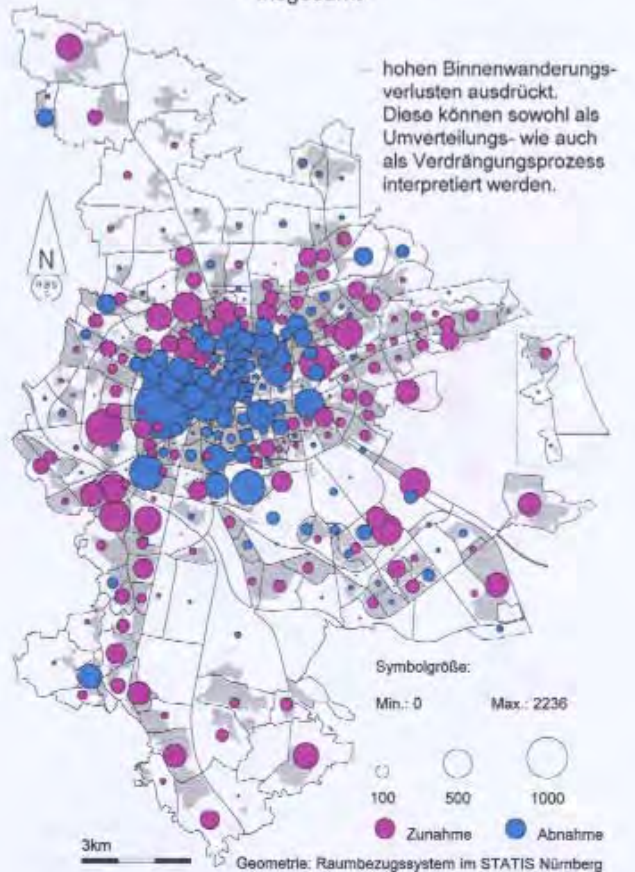 – hohen Binnenwanderungs-
verlusten ausdrückt.
Diese können sowohl als
Umverteilungs- wie auch
als Verdrängungsprozess
interpretiert werden.
N
Symbolgröße:
Min.: 0 Max.: 2236
100 500 1000
Zunahme Abnahme
3km
Geometrie: Raumbezugssystem im STATIS Nürnberg